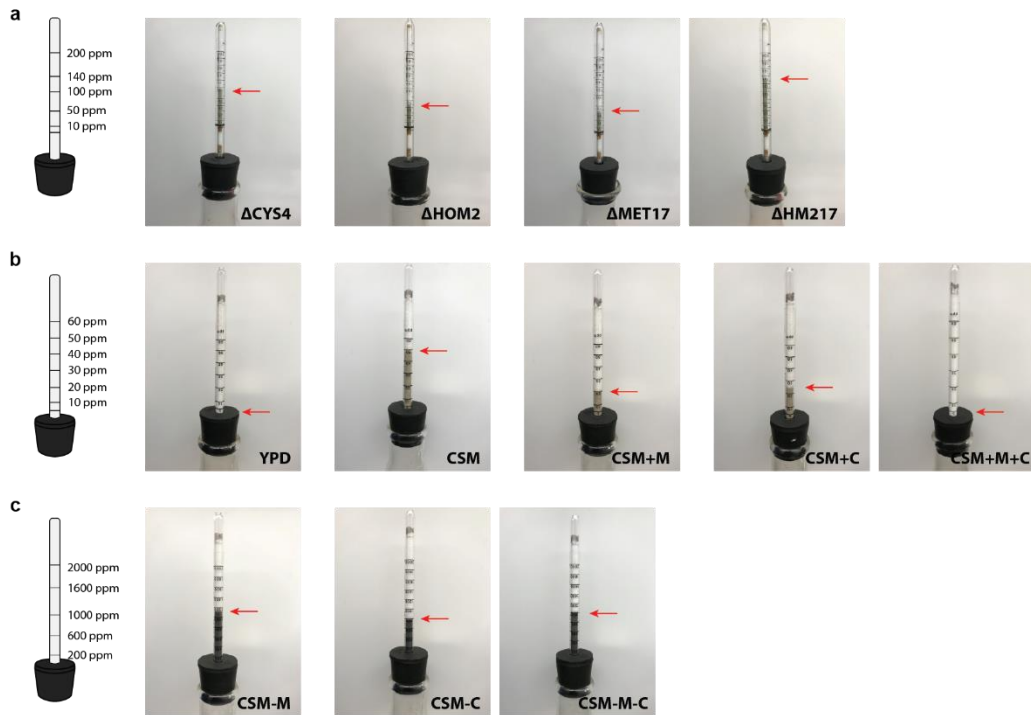 a
200 ppm
140 ppm
100 ppm
50 ppm
10 ppm
ΔCYS4
ΔHOM2
ΔMET17
ΔHM217
b
60 ppm
50 ppm
40 ppm
30 ppm
20 ppm
10 ppm
YPD
CSM
CSM+M
CSM+C
CSM+M+C
c
2000 ppm
1600 ppm
1000 ppm
600 ppm
200 ppm
CSM-M
CSM-C
CSM-M-C